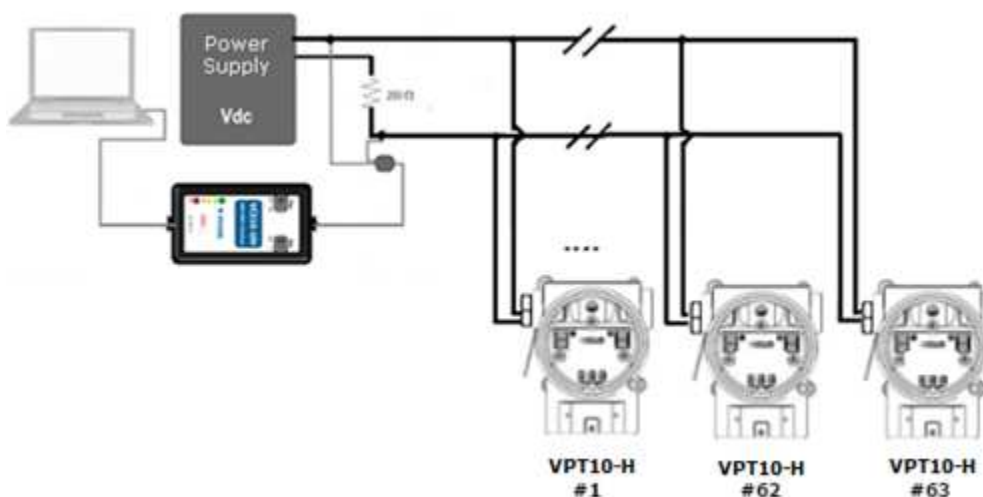 Power
Supply
Vdc
....
VPT10-H
#1
VPT10-H
#62
VPT10-H
#63